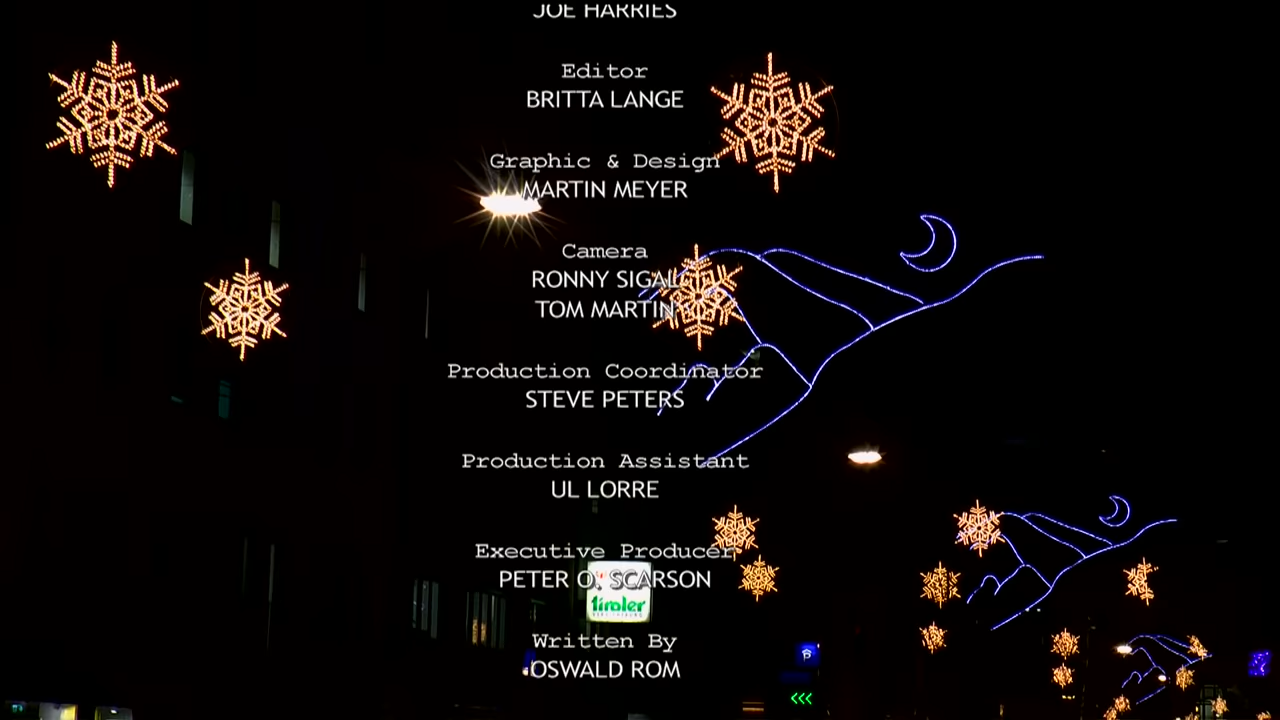 JOE HARRIES
Editor
BRITTA LANGE
Graphic & Design
MARTIN MEYER
Camera
RONNY SIGALL
TOM MARTIN
Production Coordinator
STEVE PETERS
Production Assistant
UL LORRE
Executive Producer
PETER O. SCARSON
tiroler
Written By
OSWALD ROM
P